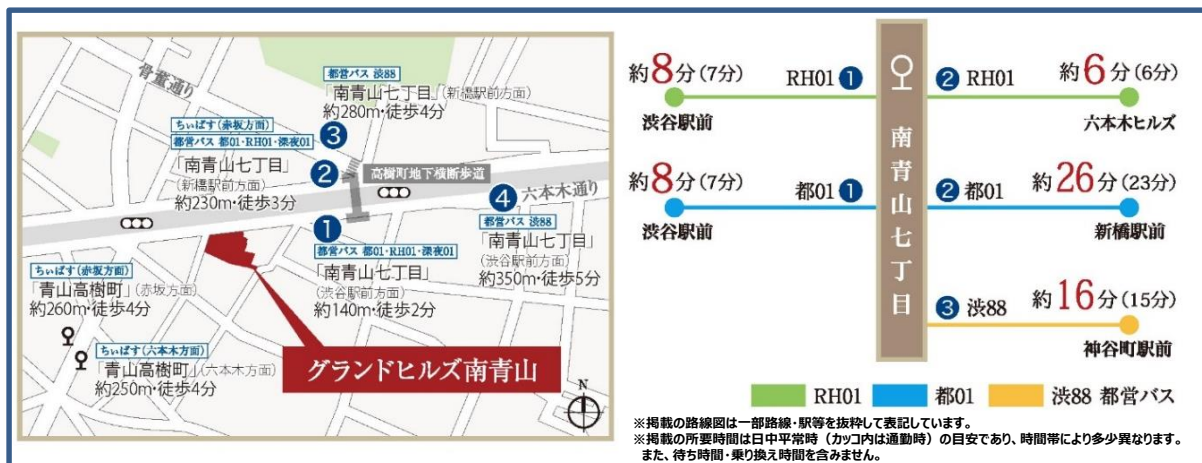 骨董通り
都営バス 渋88
「南青山七丁目」(新橋駅前方面)
約280m・徒歩4分
3
ちぃばす(赤坂方面)
都営バス 都01・RH01・深夜01
「南青山七丁目」
(新橋駅前方面)
約230m・徒歩3分
2
高樹町地下横断歩道
六本木通り
4
都営バス 渋88
「南青山七丁目」
(渋谷駅前方面)
約350m・徒歩5分
1
都営バス 都01・RH01・深夜01
「南青山七丁目」
(渋谷駅前方面)
約140m・徒歩2分
ちぃばす(赤坂方面)
「青山高樹町」(赤坂方面)
約260m・徒歩4分
ちぃばす(六本木方面)
「青山高樹町」(六本木方面)
約250m・徒歩4分
グランドヒルズ南青山
N
南青山七丁目
約8分(7分)
RH01 1
渋谷駅前
2 RH01
約6分(6分)
六本木ヒルズ
約8分(7分)
都01 1
渋谷駅前
2 都01
約26分(23分)
新橋駅前
3 渋88
約16分(15分)
神谷町駅前
RH01 都01 渋88 都営バス
※掲載の路線図は一部路線・駅等を抜粋して表記しています。
※掲載の所要時間は日中平常時(カッコ内は通勤時)の目安であり、時間帯により多少異なります。
また、待ち時間・乗り換え時間を含みません。